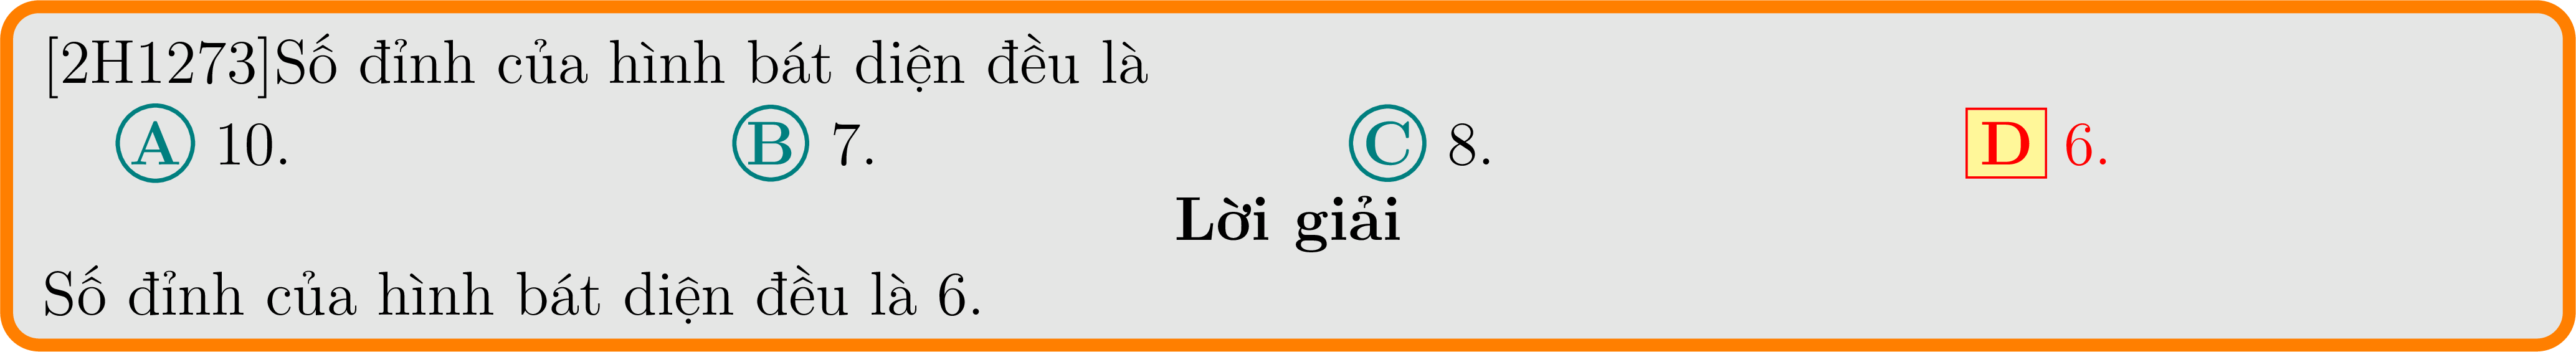 [2H1273]Số đỉnh của hình bát diện đều là
A 10. B 7. C 8. D 6.
Lời giải
Số đỉnh của hình bát diện đều là 6.